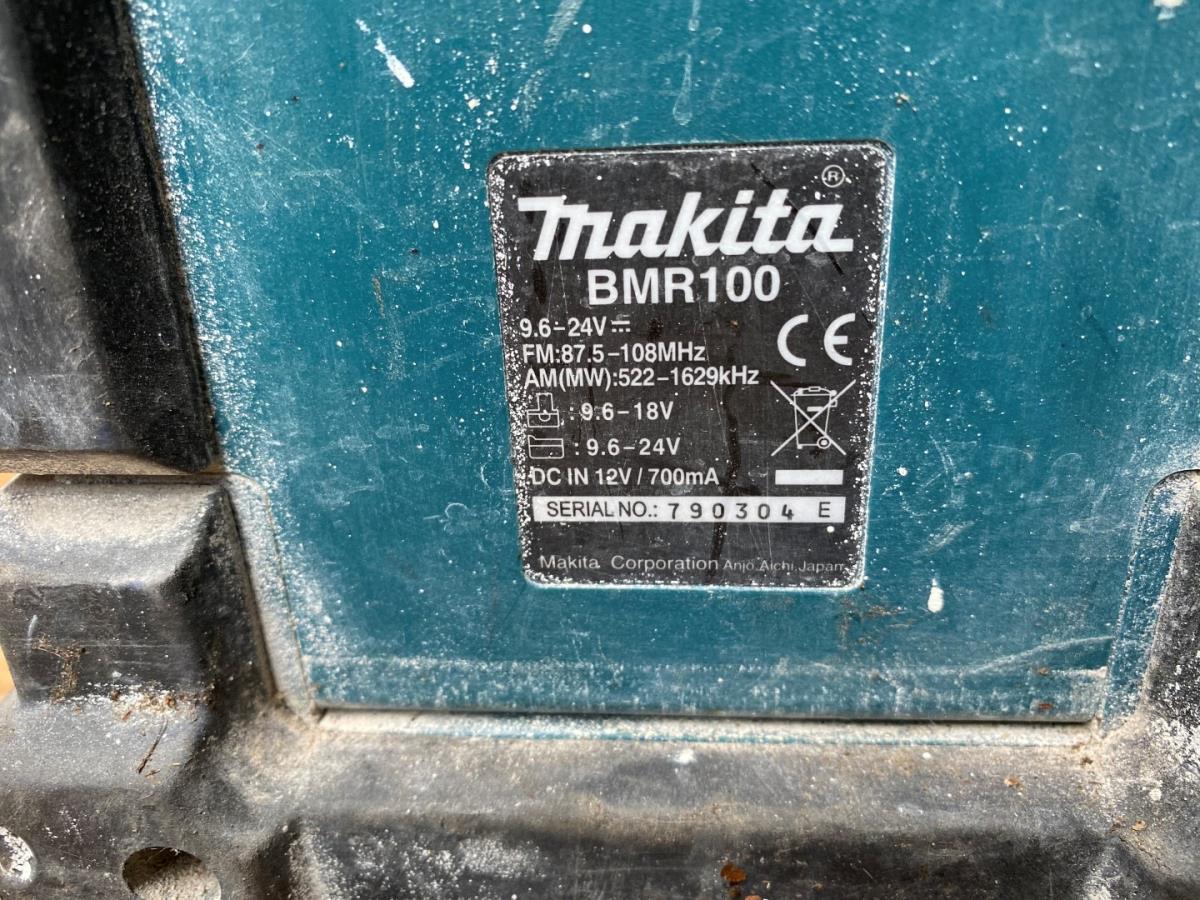 makita®
BMR100
9.6-24V⎓
FM:87.5-108MHz
CE
AM(MW):522-1629kHz
: 9.6-18V
: 9.6-24V
DC IN 12V / 700mA
SERIAL NO.: 790304 E
Makita Corporation Anjo, Aichi, Japan